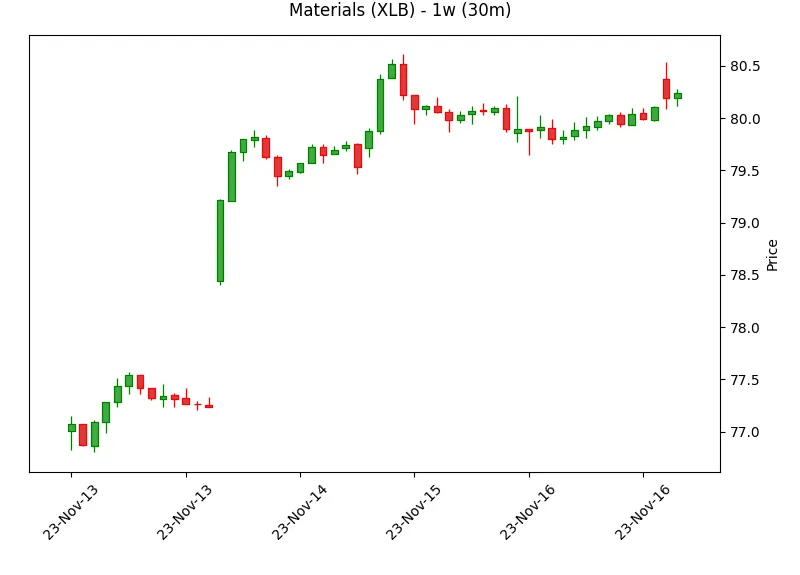 Materials (XLB) - 1w (30m)
80.5
80.0
79.5
79.0
78.5
78.0
77.5
77.0
Price
23-Nov-13
23-Nov-13
23-Nov-14
23-Nov-15
23-Nov-16
23-Nov-16